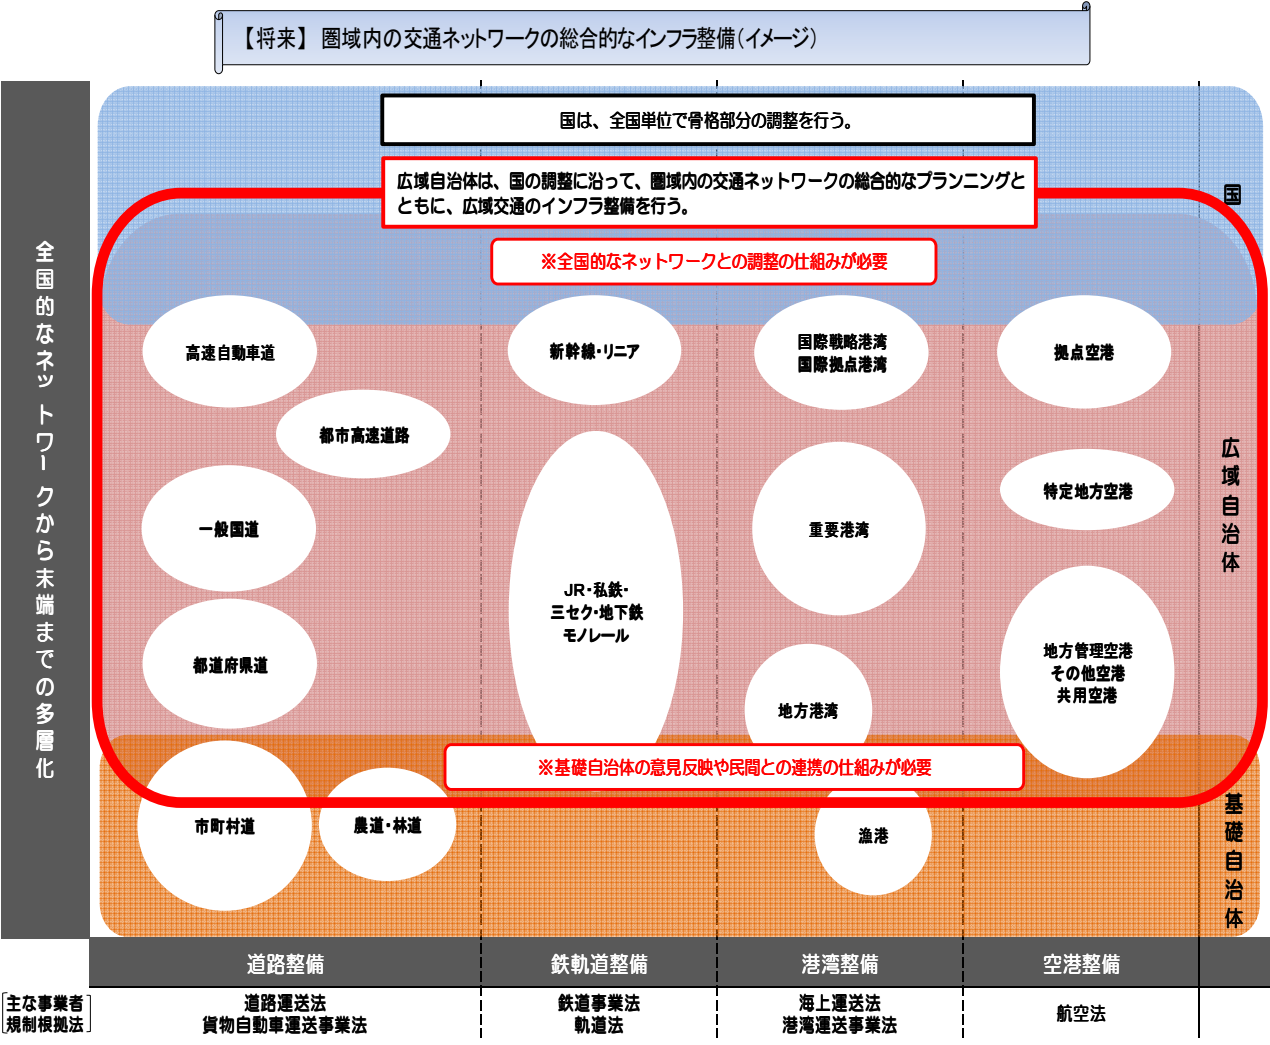 【将来】 圏域内の交通ネットワークの総合的なインフラ整備（イメージ）
国は、全国単位で骨格部分の調整を行う。
広域自治体は、国の調整に沿って、圏域内の交通ネットワークの総合的なプランニングと
ともに、広域交通のインフラ整備を行う。
※全国的なネットワークとの調整の仕組みが必要
国
広域自治体
基礎自治体
全国的なネットワークから末端までの多層化
高速自動車道
都市高速道路
一般国道
都道府県道
市町村道
農道・林道
新幹線・リニア
JR・私鉄・
三セク・地下鉄
モノレール
国際戦略港湾
国際拠点港湾
重要港湾
地方港湾
漁港
拠点空港
特定地方空港
地方管理空港
その他空港
共用空港
※基礎自治体の意見反映や民間との連携の仕組みが必要
道路整備
鉄軌道整備
港湾整備
空港整備
主な事業者
規制根拠法
道路運送法
貨物自動車運送事業法
鉄道事業法
軌道法
海上運送法
港湾運送事業法
航空法